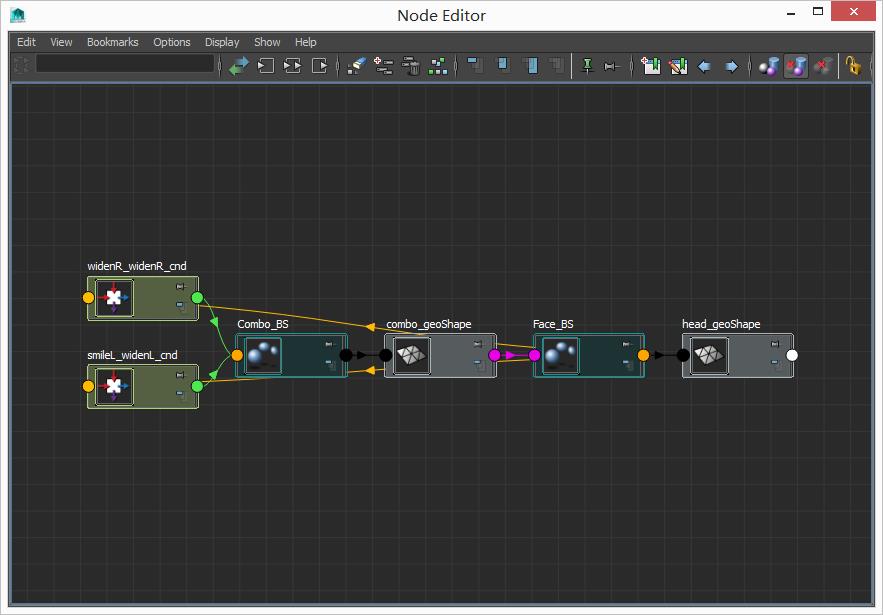 Node Editor
Edit View Bookmarks Options Display Show Help
widenR_widenR_cnd
Combo_BS combo_geoShape Face_BS head_geoShape
smileL_widenL_cnd